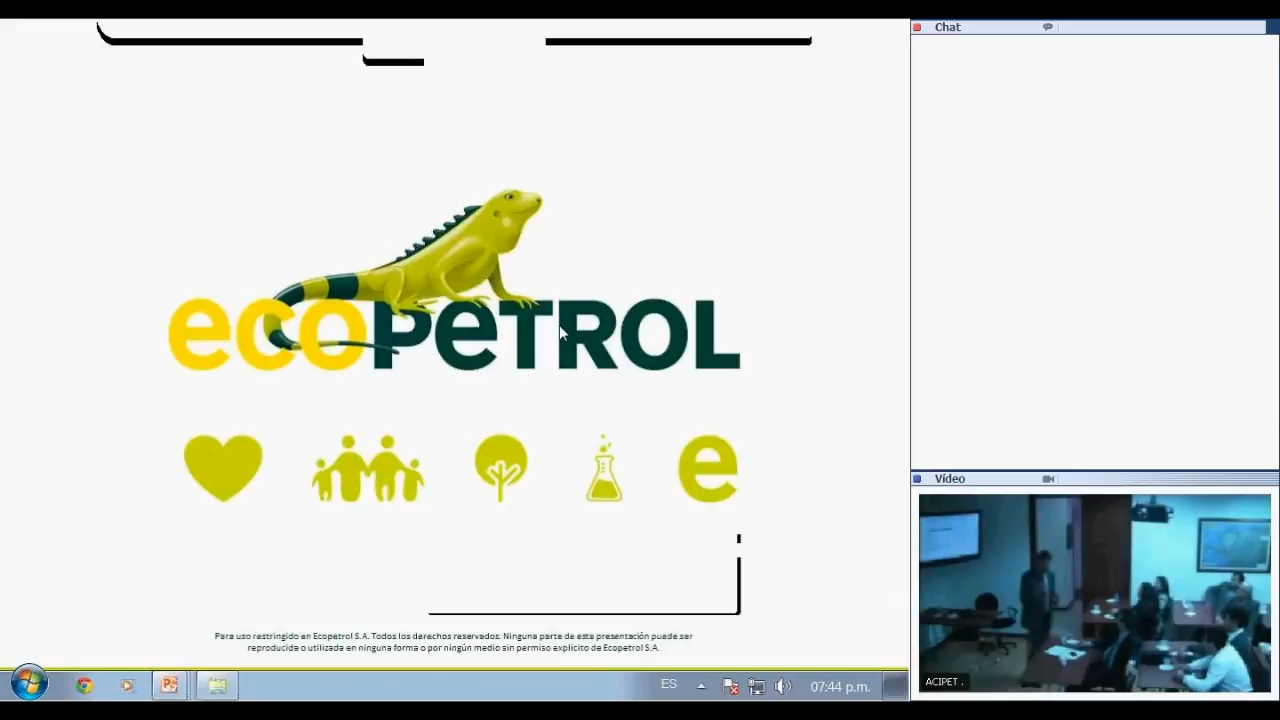 Chat
ecoPeTROL
e
Vídeo
ACIPET .
Para uso restringido en Ecopetrol S.A. Todos los derechos reservados. Ninguna parte de esta presentación puede ser
reproducida o utilizada en ninguna forma o por ningún medio sin permiso explícito de Ecopetrol S.A.
ES
07:44 p.m.